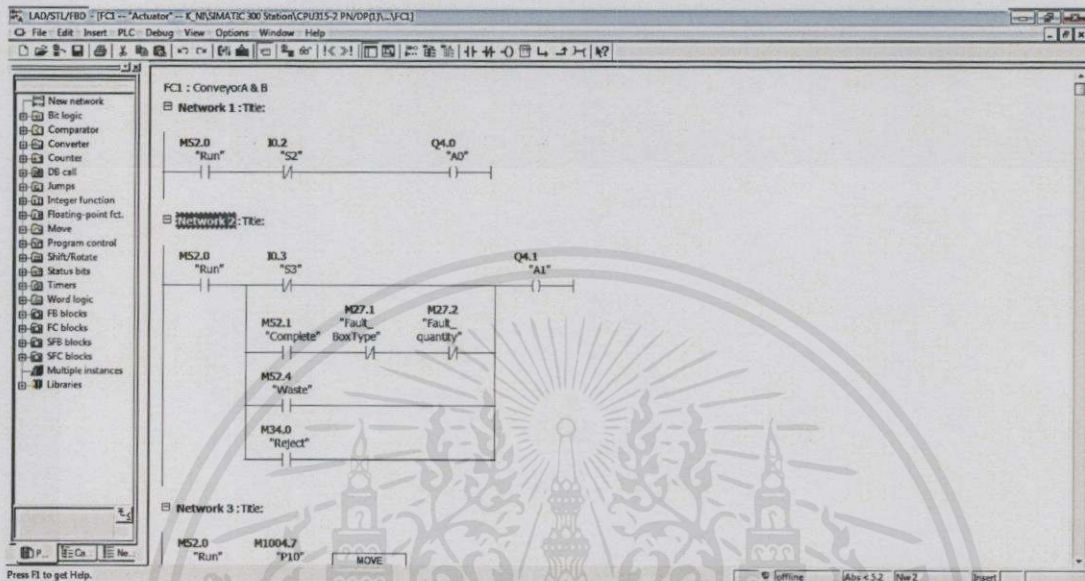 LAD/STL/FBD - [FC1 -- "Actuator" -- K_NI\SIMATIC 300 Station\CPU315-2 PN/DP(1)\...\FC1]
File Edit Insert PLC Debug View Options Window Help
New network
Bit logic
Comparator
Converter
Counter
DB call
Jumps
Integer function
Floating-point fct.
Move
Program control
Shift/Rotate
Status bits
Timers
Word logic
FB blocks
FC blocks
SFB blocks
SFC blocks
Multiple instances
Libraries
P... Ca... Ne...
FC1 : ConveyorA & B
Network 1 : Title:
M52.0 I0.2 Q4.0
"Run" "S2" "A0"
Network 2 : Title:
M52.0 I0.3 Q4.1
"Run" "S3" "A1"
M27.1 M27.2
M52.1 "Fault_ "Fault_
"Complete" BoxType" quantity"
M52.4
"Waste"
M34.0
"Reject"
Network 3 : Title:
M52.0 M1004.7
"Run" "P10" MOVE
Press F1 to get Help.
offline Abs < 5.2 Nw 2 Insert